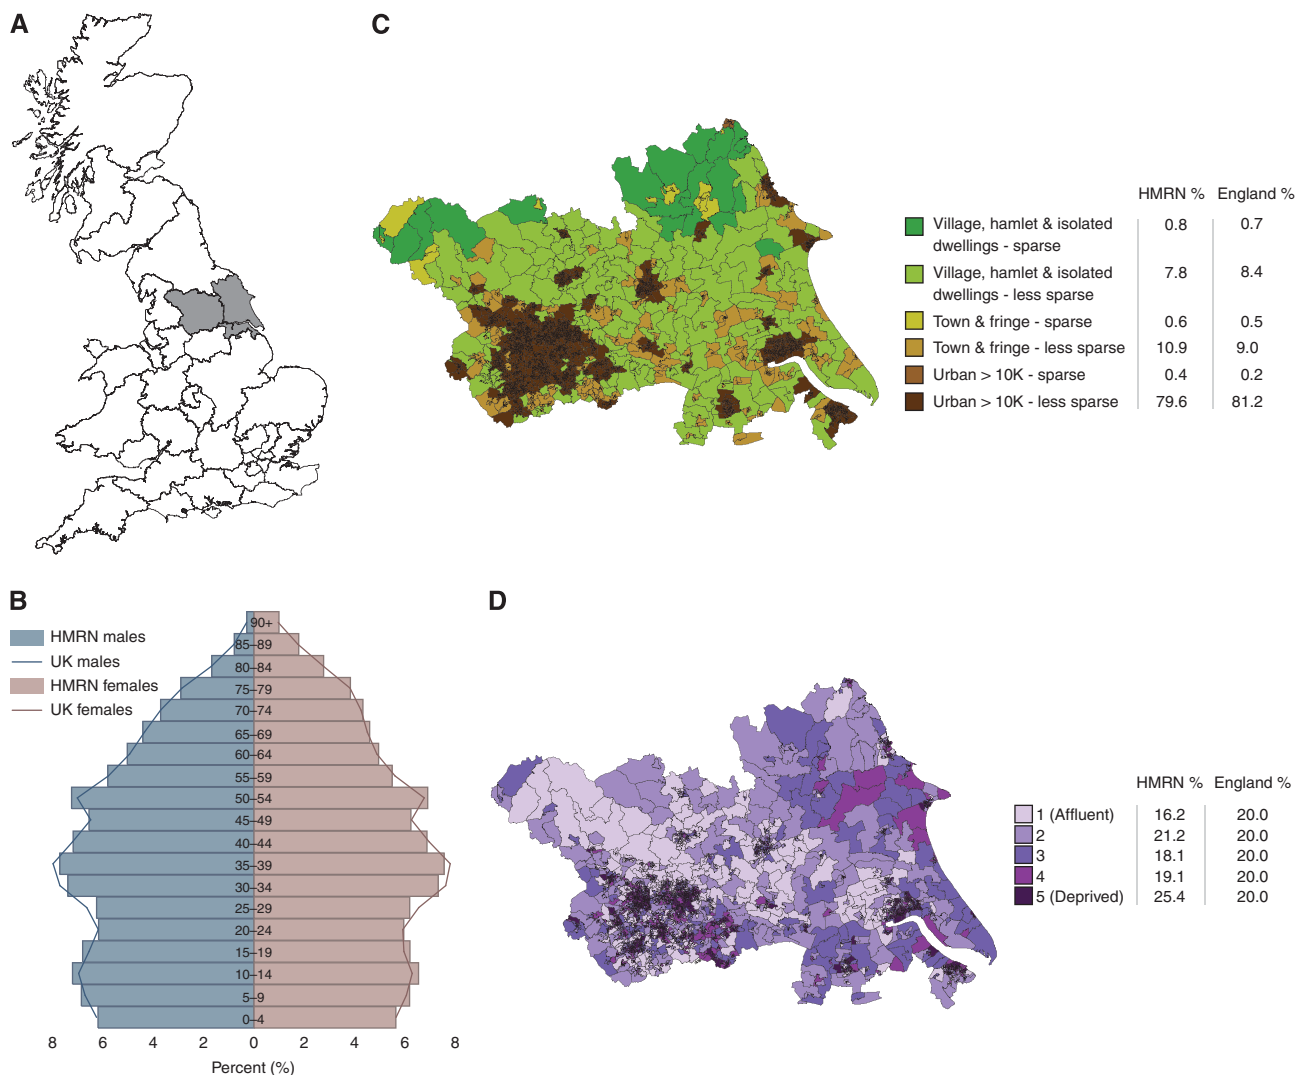 A
C
HMRN % England %
Village, hamlet & isolated
dwellings - sparse 0.8 0.7
Village, hamlet & isolated
dwellings - less sparse 7.8 8.4
Town & fringe - sparse 0.6 0.5
Town & fringe - less sparse 10.9 9.0
Urban > 10K - sparse 0.4 0.2
Urban > 10K - less sparse 79.6 81.2
B
HMRN males
UK males
HMRN females
UK females
90+
85–89
80–84
75–79
70–74
65–69
60–64
55–59
50–54
45–49
40–44
35–39
30–34
25–29
20–24
15–19
10–14
5–9
0–4
8 6 4 2 0 2 4 6 8
Percent (%)
D
HMRN % England %
1 (Affluent) 16.2 20.0
2 21.2 20.0
3 18.1 20.0
4 19.1 20.0
5 (Deprived) 25.4 20.0